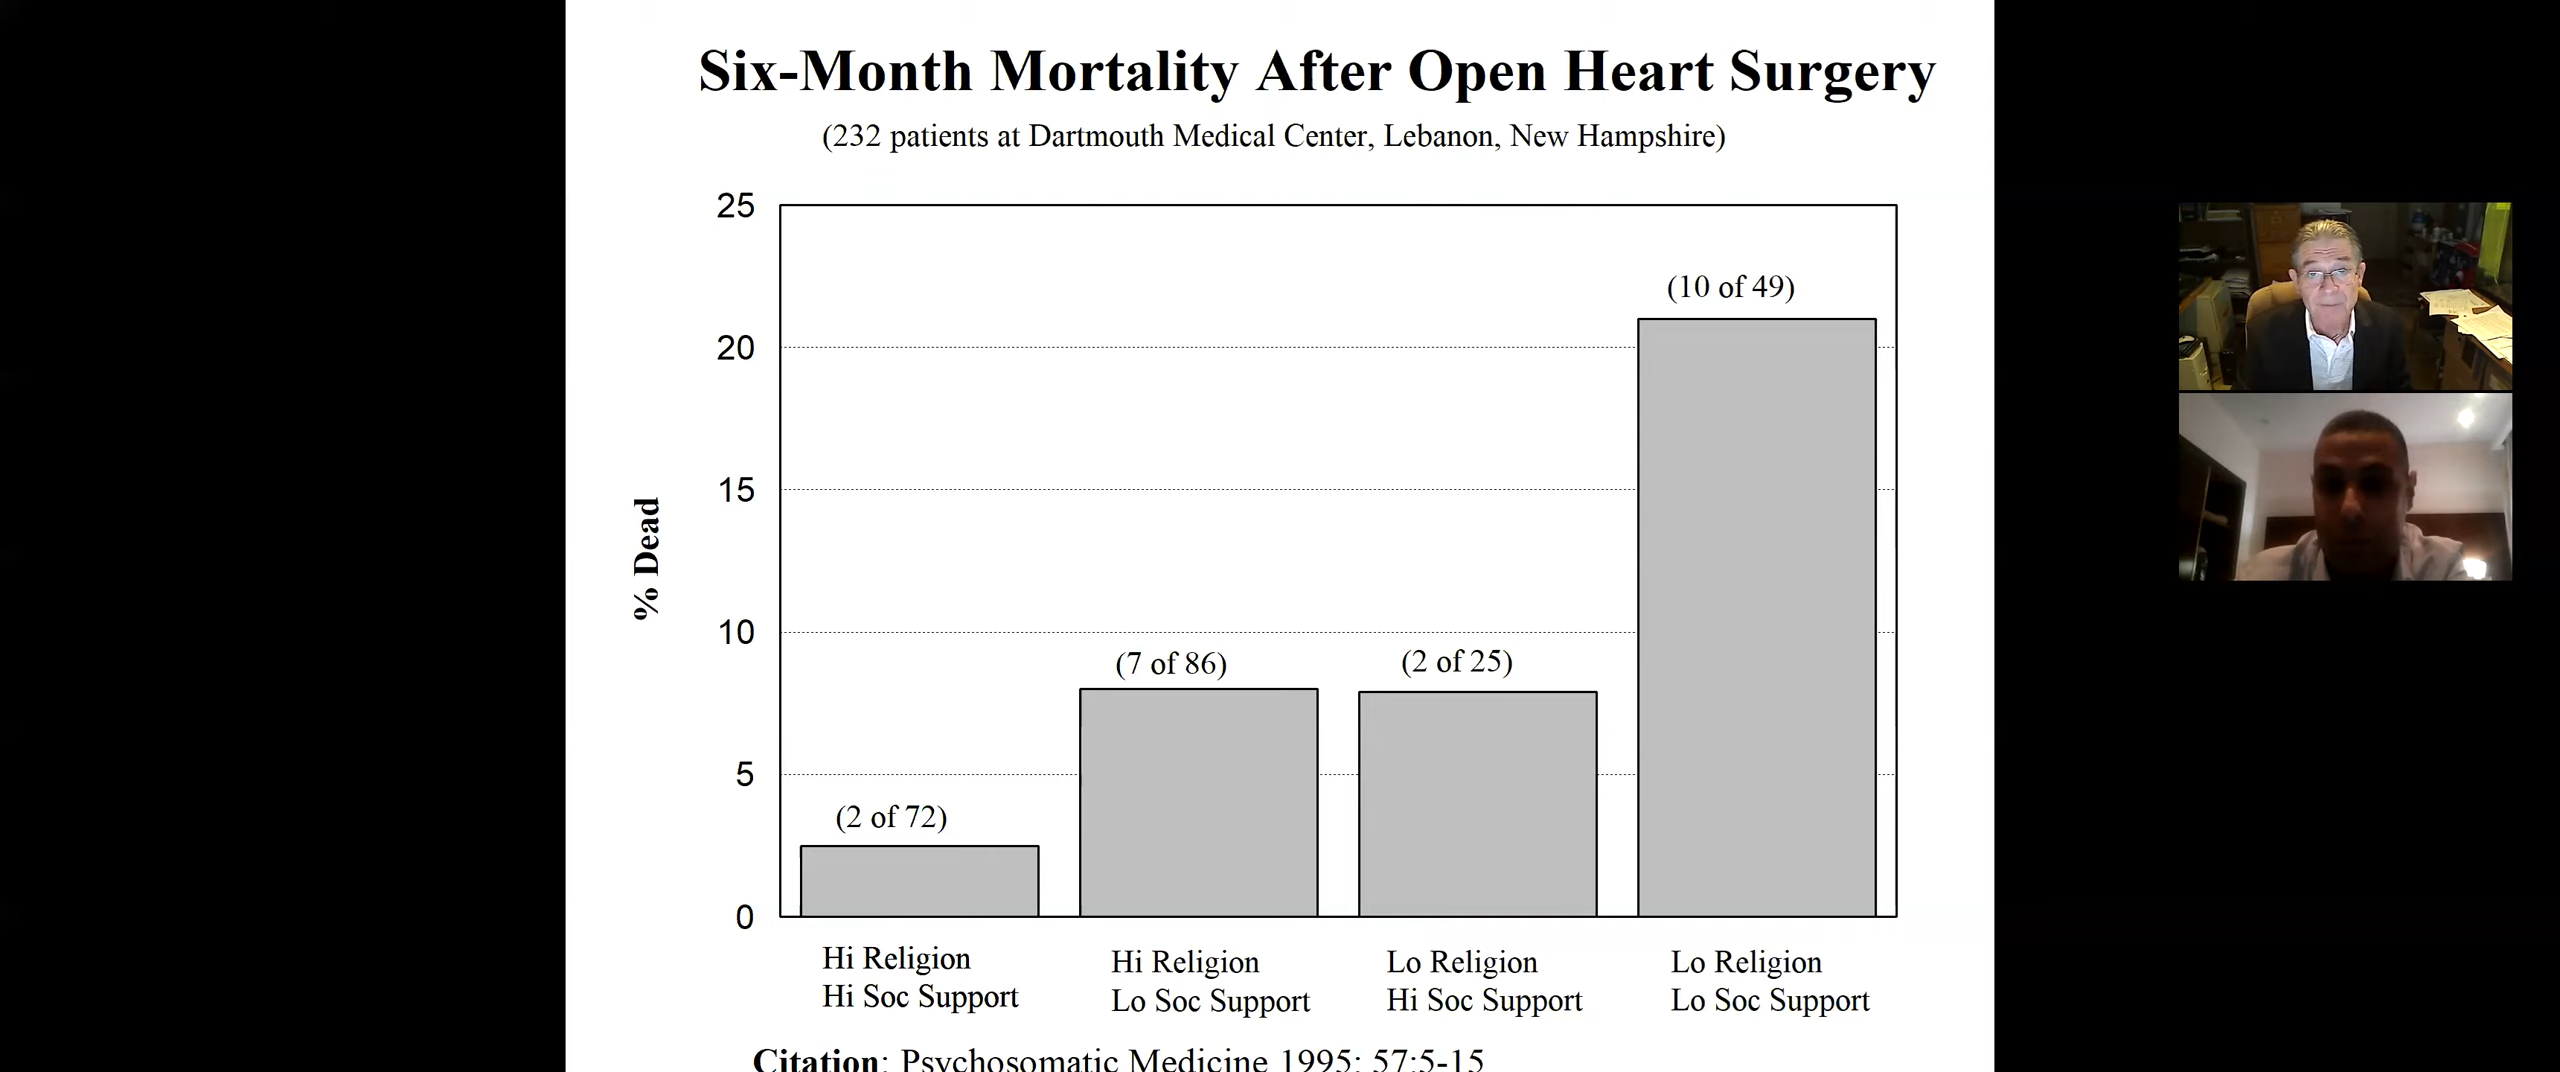 Six-Month Mortality After Open Heart Surgery
(232 patients at Dartmouth Medical Center, Lebanon, New Hampshire)
25
20
15
10
5
0
% Dead
(2 of 72)
(7 of 86)
(2 of 25)
(10 of 49)
Hi Religion
Hi Soc Support
Hi Religion
Lo Soc Support
Lo Religion
Hi Soc Support
Lo Religion
Lo Soc Support
Citation: Psychosomatic Medicine 1995; 57:5-15